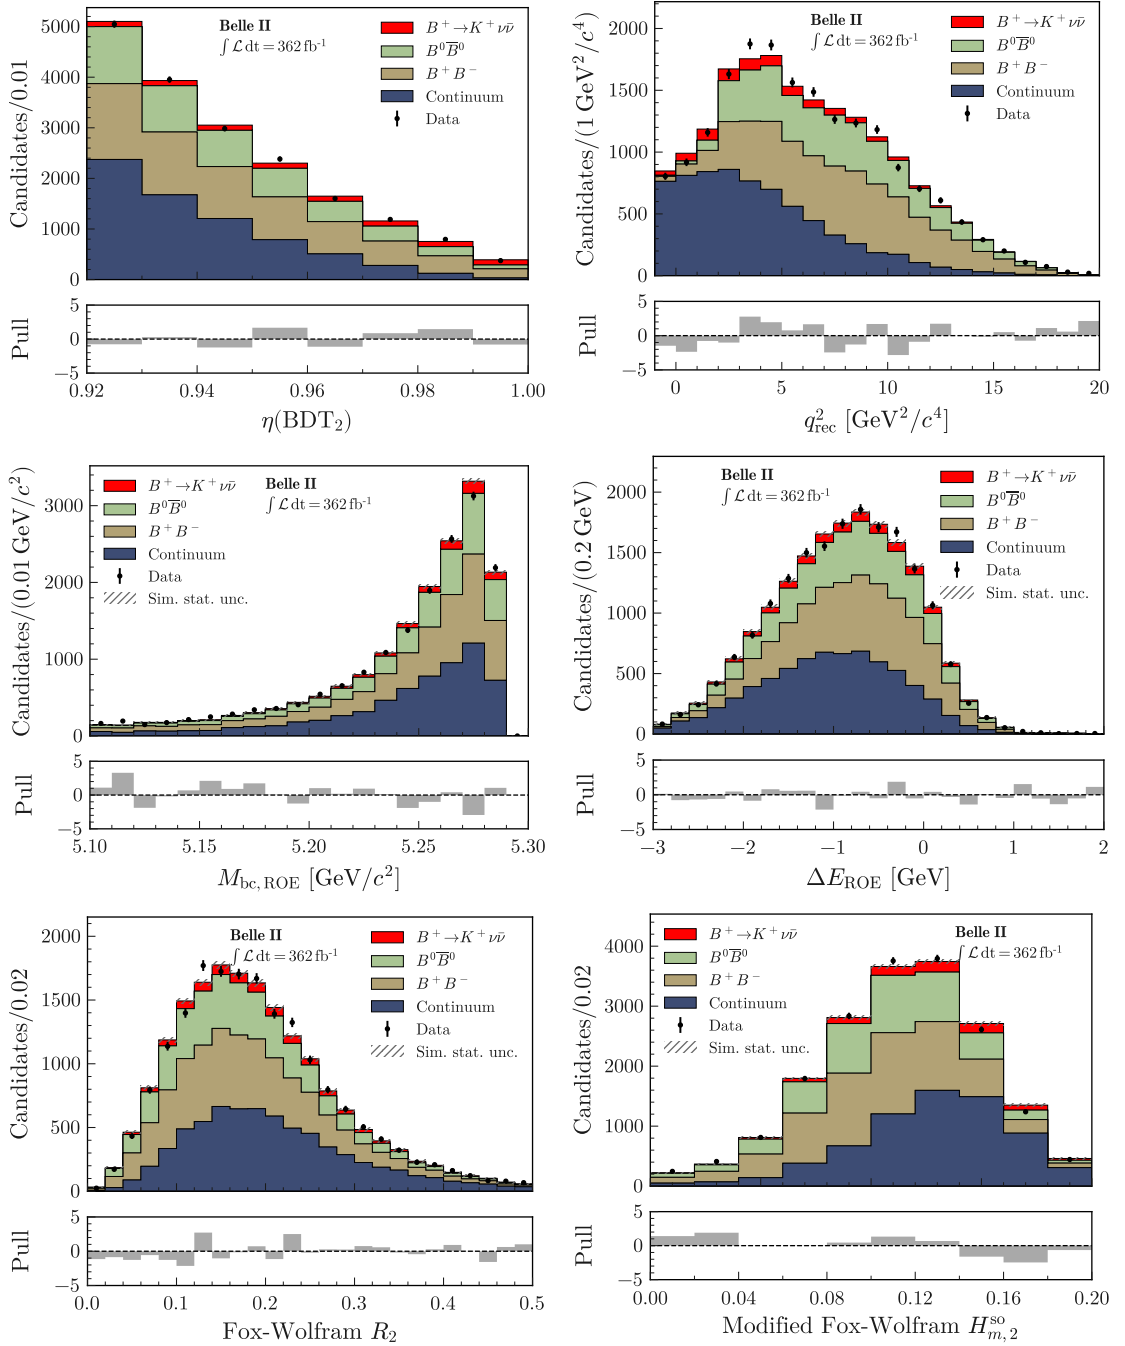 Belle II
∫ ℒ dt = 362 fb⁻¹
B⁺→K⁺νν̄
B⁰B̄⁰
B⁺B⁻
Continuum
Data
Candidates/0.01
5000
4000
3000
2000
1000
0
Pull
5
0
−5
0.92 0.94 0.96 0.98 1.00
η(BDT₂)
Belle II
∫ ℒ dt = 362 fb⁻¹
B⁺→K⁺νν̄
B⁰B̄⁰
B⁺B⁻
Continuum
Data
Candidates/(1 GeV²/c⁴)
2000
1500
1000
500
0
Pull
5
0
−5
0 5 10 15 20
q²rec [GeV²/c⁴]
B⁺→K⁺νν̄
B⁰B̄⁰
B⁺B⁻
Continuum
Data
Sim. stat. unc.
Belle II
∫ ℒ dt = 362 fb⁻¹
Candidates/(0.01 GeV/c²)
3000
2000
1000
0
Pull
5
0
−5
5.10 5.15 5.20 5.25 5.30
M_bc, ROE [GeV/c²]
Belle II
∫ ℒ dt = 362 fb⁻¹
B⁺→K⁺νν̄
B⁰B̄⁰
B⁺B⁻
Continuum
Data
Sim. stat. unc.
Candidates/(0.2 GeV)
2000
1500
1000
500
0
Pull
5
0
−5
−3 −2 −1 0 1 2
ΔE_ROE [GeV]
Belle II
∫ ℒ dt = 362 fb⁻¹
B⁺→K⁺νν̄
B⁰B̄⁰
B⁺B⁻
Continuum
Data
Sim. stat. unc.
Candidates/0.02
2000
1500
1000
500
0
Pull
5
0
−5
0.0 0.1 0.2 0.3 0.4 0.5
Fox-Wolfram R₂
B⁺→K⁺νν̄
B⁰B̄⁰
B⁺B⁻
Continuum
Data
Sim. stat. unc.
Belle II
∫ ℒ dt = 362 fb⁻¹
Candidates/0.02
4000
3000
2000
1000
0
Pull
5
0
−5
0.00 0.04 0.08 0.12 0.16 0.20
Modified Fox-Wolfram H^so_m,2